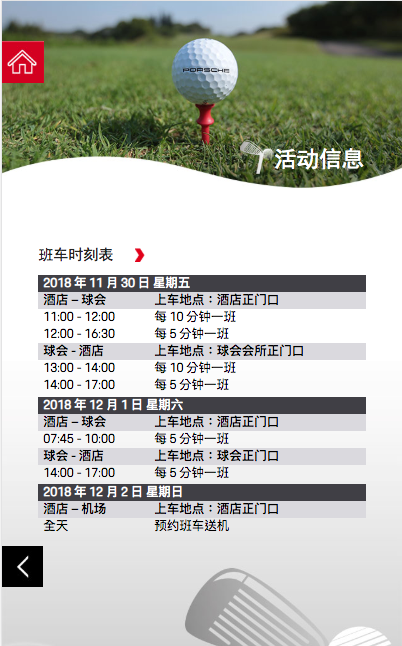 PORSCHE
活动信息
班车时刻表
2018 年 11 月 30 日 星期五
酒店 – 球会 上车地点：酒店正门口
11:00 - 12:00 每 10 分钟一班
12:00 - 16:30 每 5 分钟一班
球会 - 酒店 上车地点：球会会所正门口
13:00 - 14:00 每 10 分钟一班
14:00 - 17:00 每 5 分钟一班
2018 年 12 月 1 日 星期六
酒店 – 球会 上车地点：酒店正门口
07:45 - 10:00 每 5 分钟一班
球会 - 酒店 上车地点：球会正门口
14:00 - 17:00 每 5 分钟一班
2018 年 12 月 2 日 星期日
酒店 – 机场 上车地点：酒店正门口
全天 预约班车送机